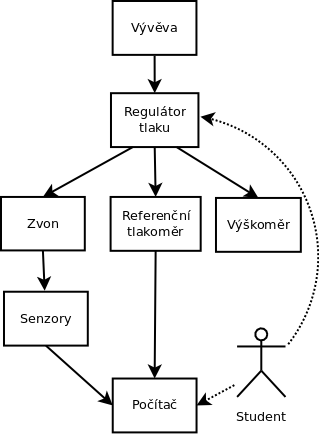 Vývěva
Regulátor
tlaku
Zvon
Referenční
tlakoměr
Výškoměr
Senzory
Počítač
Student